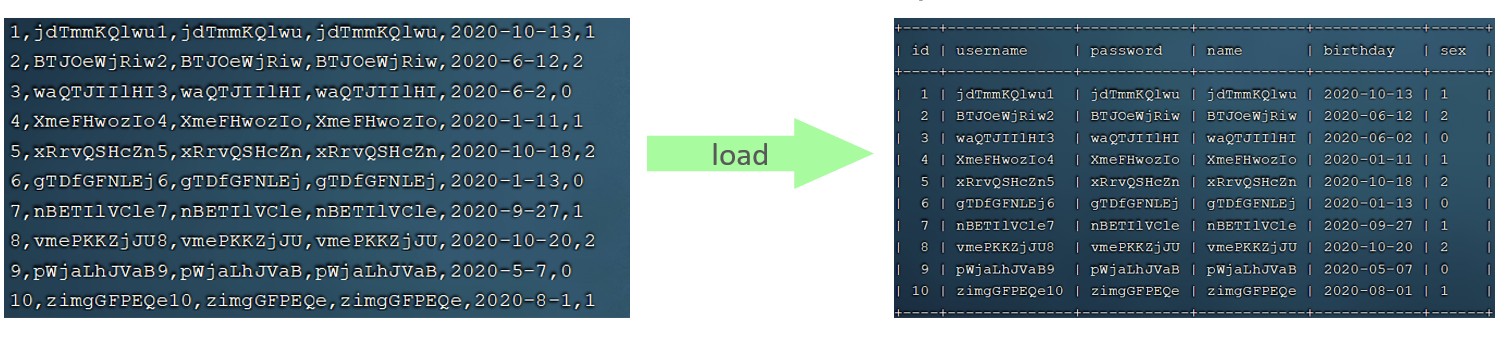 1,jdTmmKQlwu1,jdTmmKQlwu,jdTmmKQlwu,2020-10-13,1
2,BTJOeWjRiw2,BTJOeWjRiw,BTJOeWjRiw,2020-6-12,2
3,waQTJIIlHI3,waQTJIIlHI,waQTJIIlHI,2020-6-2,0
4,XmeFHwozIo4,XmeFHwozIo,XmeFHwozIo,2020-1-11,1
5,xRrvQSHcZn5,xRrvQSHcZn,xRrvQSHcZn,2020-10-18,2
6,gTDfGFNLEj6,gTDfGFNLEj,gTDfGFNLEj,2020-1-13,0
7,nBETIlVCle7,nBETIlVCle,nBETIlVCle,2020-9-27,1
8,vmePKKZjJU8,vmePKKZjJU,vmePKKZjJU,2020-10-20,2
9,pWjaLhJVaB9,pWjaLhJVaB,pWjaLhJVaB,2020-5-7,0
10,zimgGFPEQe10,zimgGFPEQe,zimgGFPEQe,2020-8-1,1
load
| id | username | password | name | birthday | sex |
| 1 | jdTmmKQlwu1 | jdTmmKQlwu | jdTmmKQlwu | 2020-10-13 | 1 |
| 2 | BTJOeWjRiw2 | BTJOeWjRiw | BTJOeWjRiw | 2020-06-12 | 2 |
| 3 | waQTJIIlHI3 | waQTJIIlHI | waQTJIIlHI | 2020-06-02 | 0 |
| 4 | XmeFHwozIo4 | XmeFHwozIo | XmeFHwozIo | 2020-01-11 | 1 |
| 5 | xRrvQSHcZn5 | xRrvQSHcZn | xRrvQSHcZn | 2020-10-18 | 2 |
| 6 | gTDfGFNLEj6 | gTDfGFNLEj | gTDfGFNLEj | 2020-01-13 | 0 |
| 7 | nBETIlVCle7 | nBETIlVCle | nBETIlVCle | 2020-09-27 | 1 |
| 8 | vmePKKZjJU8 | vmePKKZjJU | vmePKKZjJU | 2020-10-20 | 2 |
| 9 | pWjaLhJVaB9 | pWjaLhJVaB | pWjaLhJVaB | 2020-05-07 | 0 |
| 10 | zimgGFPEQe10 | zimgGFPEQe | zimgGFPEQe | 2020-08-01 | 1 |